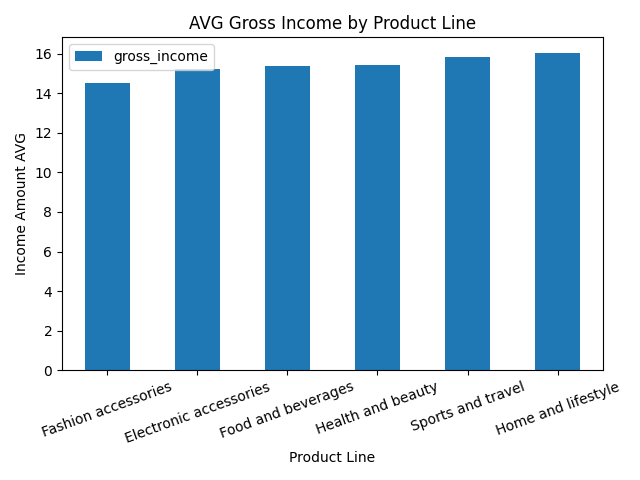 AVG Gross Income by Product Line
gross_income
Income Amount AVG
16
14
12
10
8
6
4
2
0
Fashion accessories
Electronic accessories
Food and beverages
Health and beauty
Sports and travel
Home and lifestyle
Product Line